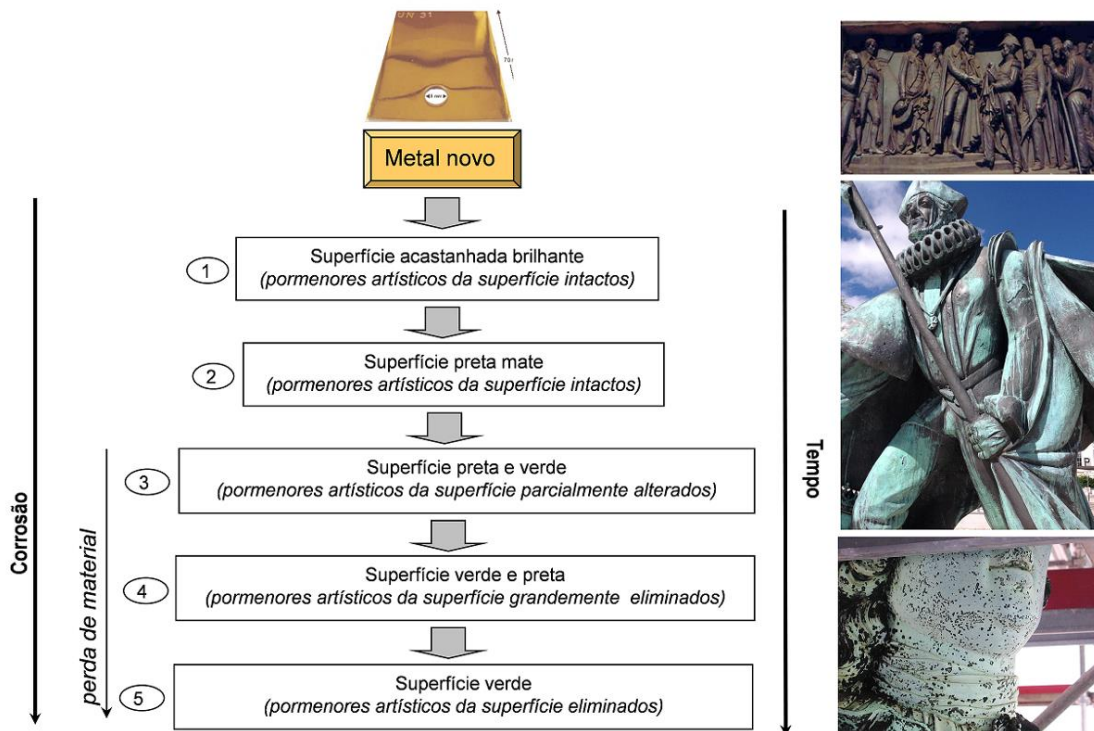 UN 31
Metal novo
1
Superfície acastanhada brilhante
(pormenores artísticos da superfície intactos)
2
Superfície preta mate
(pormenores artísticos da superfície intactos)
3
Superfície preta e verde
(pormenores artísticos da superfície parcialmente alterados)
4
Superfície verde e preta
(pormenores artísticos da superfície grandemente eliminados)
5
Superfície verde
(pormenores artísticos da superfície eliminados)
Corrosão
perda de material
Tempo